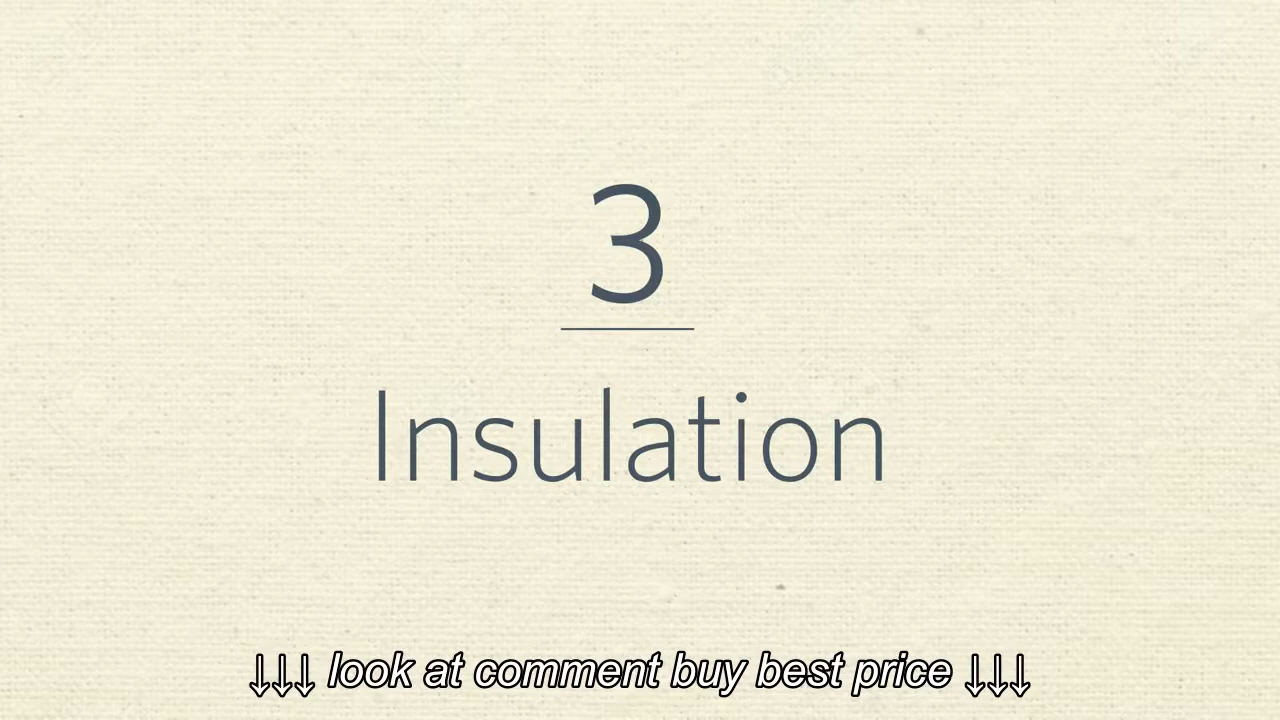 3
Insulation
↓↓↓ look at comment buy best price ↓↓↓